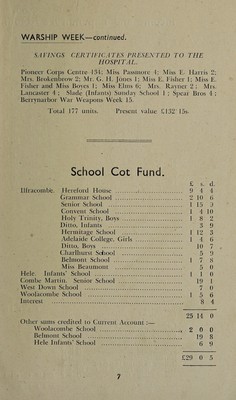 WARSHIP WEEK—continued.
SAVINGS CERTIFICATES PRESENTED TO THE
HOSPITAL.
Pioneer Corps Centre 134; Miss Passmore 4; Miss E. Harris 2;
Mrs. Brokenbrow 2; Mr. G. H. Jones 1; Miss E. Fisher 1; Miss E.
Fisher and Miss Boyes 1; Miss Elms 6; Mrs. Rayner 2; Mrs.
Lancaster 4; Slade (Infants) Sunday School 1; Spear Bros 4;
Berrynarbor War Weapons Week 15.
Total 177 units. Present value £132 15s.
School Cot Fund.
£ s. d.
Ilfracombe. Hereford House 9 4 4
Grammar School 2 10 6
Senior School 1 15 3
Convent School 1 4 10
Holy Trinity, Boys 1 8 2
Ditto, Infants 3 9
Hermitage School 1 12 3
Adelaide College, Girls 1 4 6
Ditto, Boys 10 7
Charlhurst School 5 9
Belmont School 1 7 8
Miss Beaumont 5 0
Hele Infants' School 1 1 0
Combe Martin. Senior School 19 1
West Down School 7 0
Woolacombe School 1 5 6
Interest 8 4
25 14 0
Other sums credited to Current Account :—
Woolacombe School 2 0 0
Belmont School 19 8
Hele Infants' School 6 9
£29 0 5
7